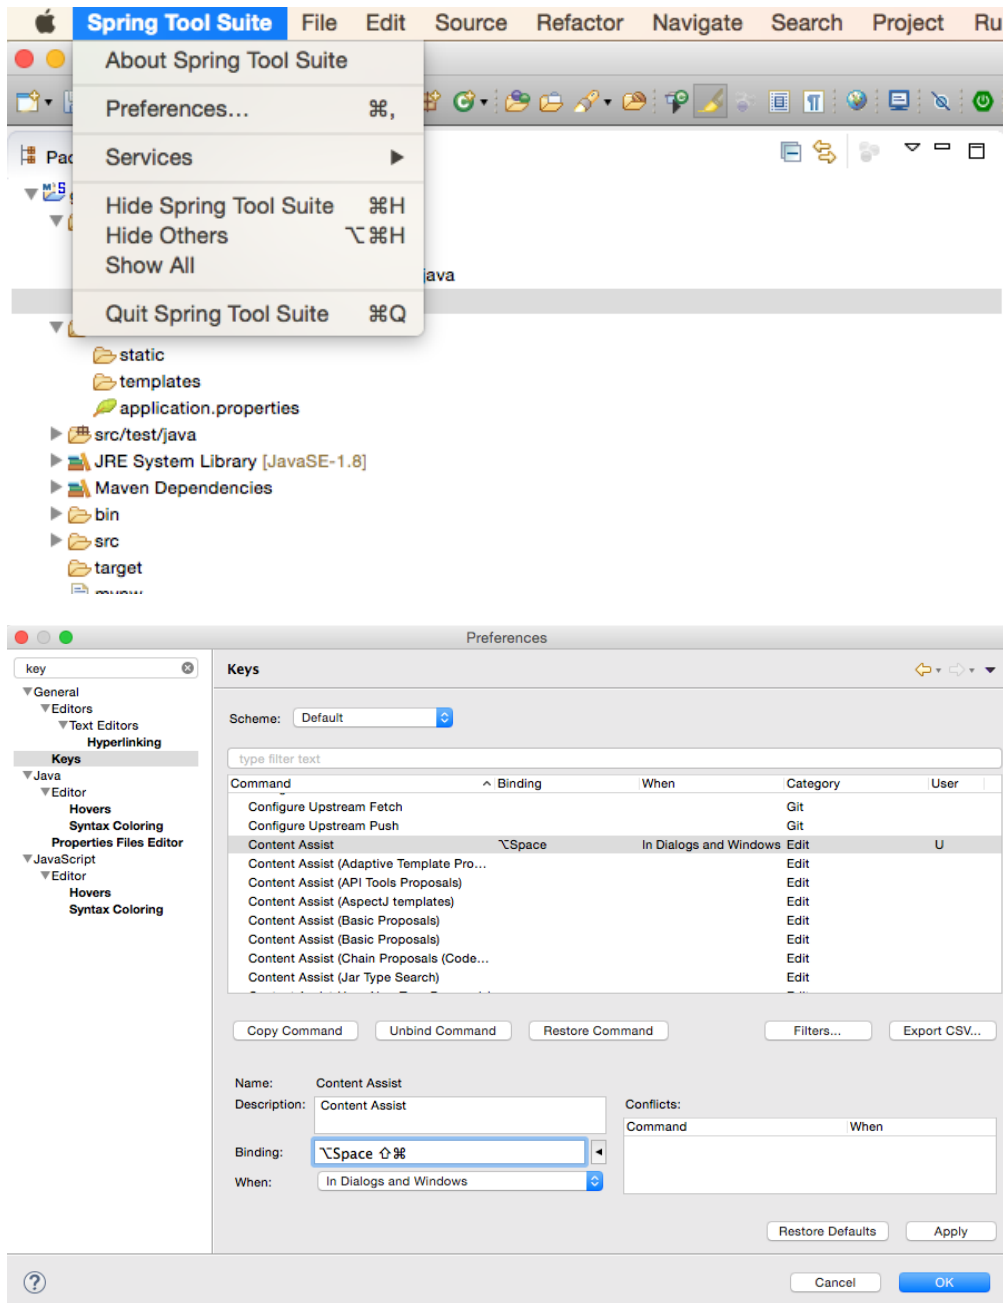 Spring Tool Suite File Edit Source Refactor Navigate Search Project Ru
About Spring Tool Suite
Preferences... ⌘,
Services ▶
Hide Spring Tool Suite ⌘H
Hide Others ⌥⌘H
Show All
Quit Spring Tool Suite ⌘Q
Pac
java
static
templates
application.properties
src/test/java
JRE System Library [JavaSE-1.8]
Maven Dependencies
bin
src
target
Preferences
key
General
Editors
Text Editors
Hyperlinking
Keys
Java
Editor
Hovers
Syntax Coloring
Properties Files Editor
JavaScript
Editor
Hovers
Syntax Coloring
Keys
Scheme: Default
type filter text
Command Binding When Category User
Configure Upstream Fetch Git
Configure Upstream Push Git
Content Assist ⌥Space In Dialogs and Windows Edit U
Content Assist (Adaptive Template Pro... Edit
Content Assist (API Tools Proposals) Edit
Content Assist (AspectJ templates) Edit
Content Assist (Basic Proposals) Edit
Content Assist (Basic Proposals) Edit
Content Assist (Chain Proposals (Code... Edit
Content Assist (Jar Type Search) Edit
Copy Command Unbind Command Restore Command Filters... Export CSV...
Name: Content Assist
Description: Content Assist
Binding: ⌥Space ⇧⌘
When: In Dialogs and Windows
Conflicts:
Command When
Restore Defaults Apply
? Cancel OK